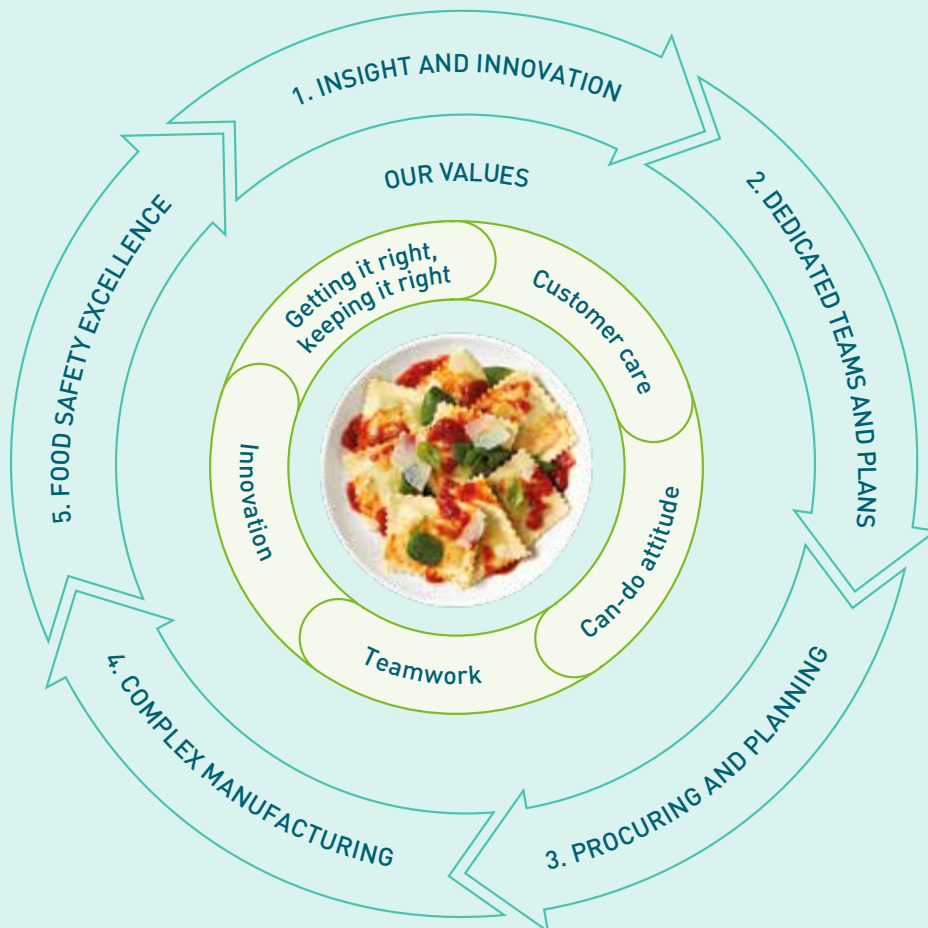 1. INSIGHT AND INNOVATION
2. DEDICATED TEAMS AND PLANS
3. PROCURING AND PLANNING
4. COMPLEX MANUFACTURING
5. FOOD SAFETY EXCELLENCE
OUR VALUES
Getting it right,
keeping it right
Customer care
Can-do attitude
Teamwork
Innovation